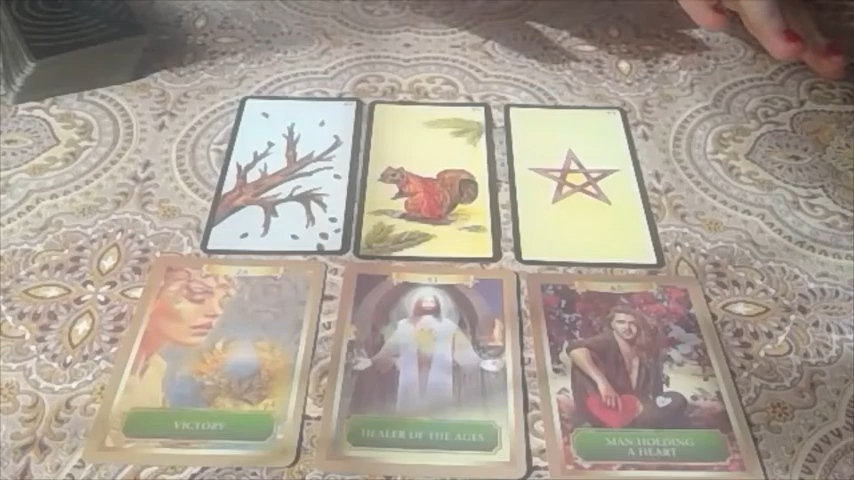 VICTORY
HEALER OF THE AGES
MAN HOLDING
A HEART